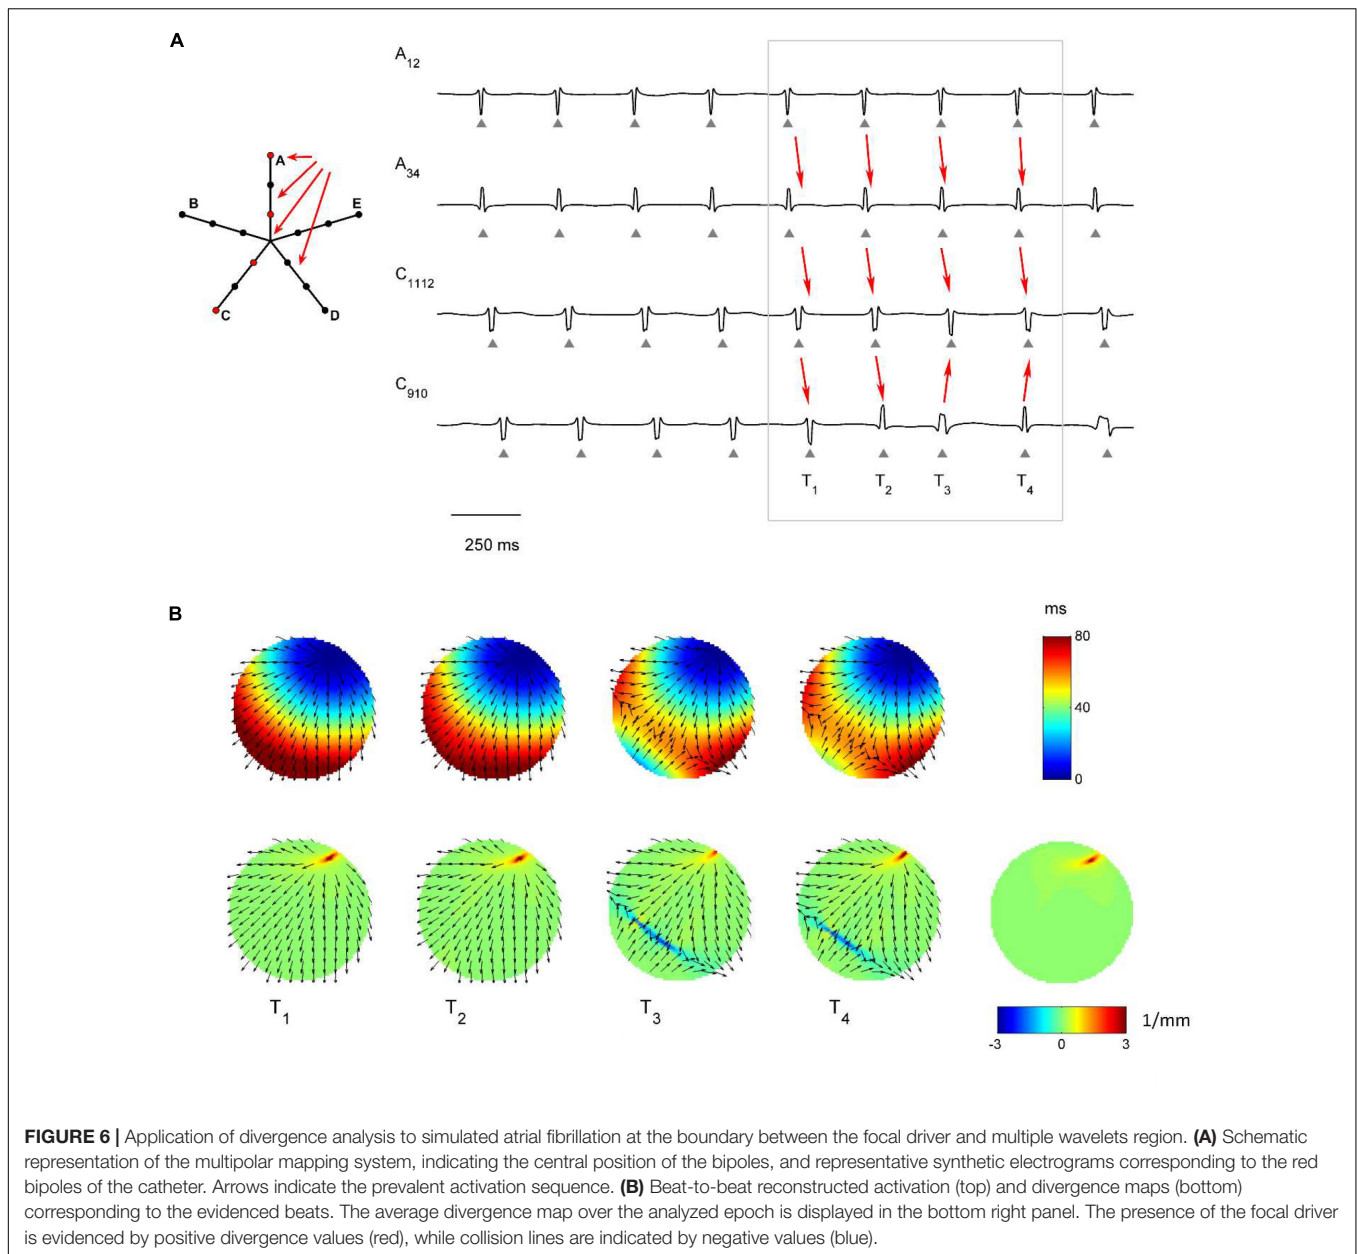 A
A12
A34
C1112
C910
A
B
E
C
D
T1 T2 T3 T4
250 ms
B
ms
80
40
0
T1 T2 T3 T4
1/mm
-3 0 3
FIGURE 6 | Application of divergence analysis to simulated atrial fibrillation at the boundary between the focal driver and multiple wavelets region. (A) Schematic
representation of the multipolar mapping system, indicating the central position of the bipoles, and representative synthetic electrograms corresponding to the red
bipoles of the catheter. Arrows indicate the prevalent activation sequence. (B) Beat-to-beat reconstructed activation (top) and divergence maps (bottom)
corresponding to the evidenced beats. The average divergence map over the analyzed epoch is displayed in the bottom right panel. The presence of the focal driver
is evidenced by positive divergence values (red), while collision lines are indicated by negative values (blue).